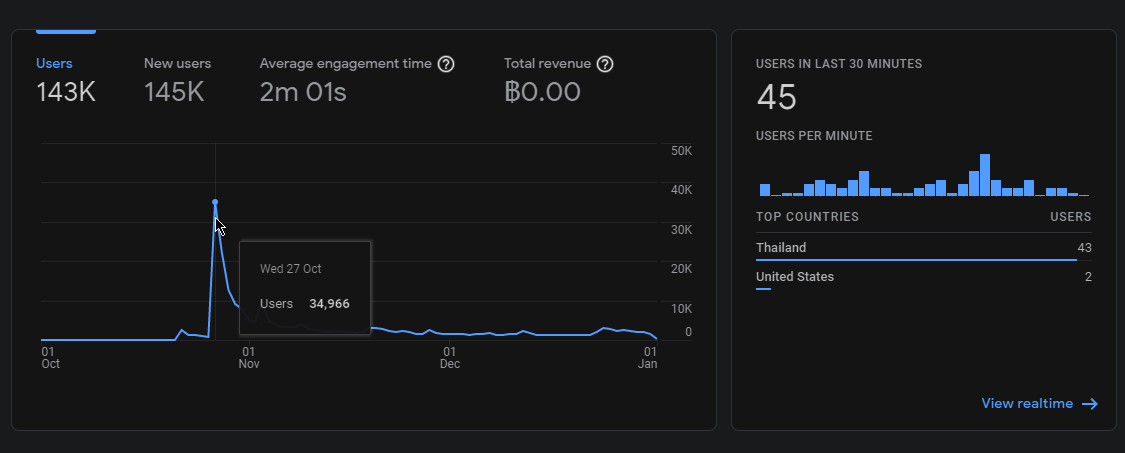 Users
143K
New users
145K
Average engagement time
2m 01s
Total revenue
฿0.00
50K
40K
30K
20K
10K
0
Wed 27 Oct
Users 34,966
01
Oct
01
Nov
01
Dec
01
Jan
USERS IN LAST 30 MINUTES
45
USERS PER MINUTE
TOP COUNTRIES USERS
Thailand 43
United States 2
View realtime